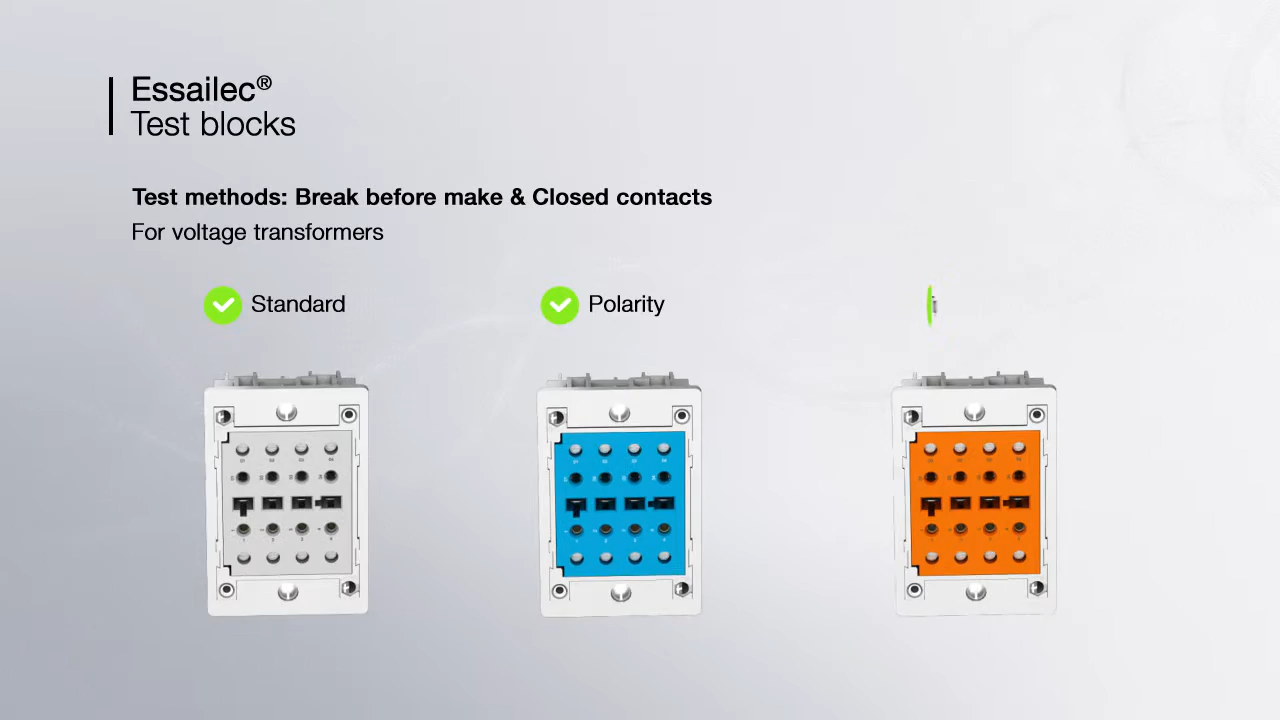 Essailec®
Test blocks
Test methods: Break before make & Closed contacts
For voltage transformers
Standard
Polarity